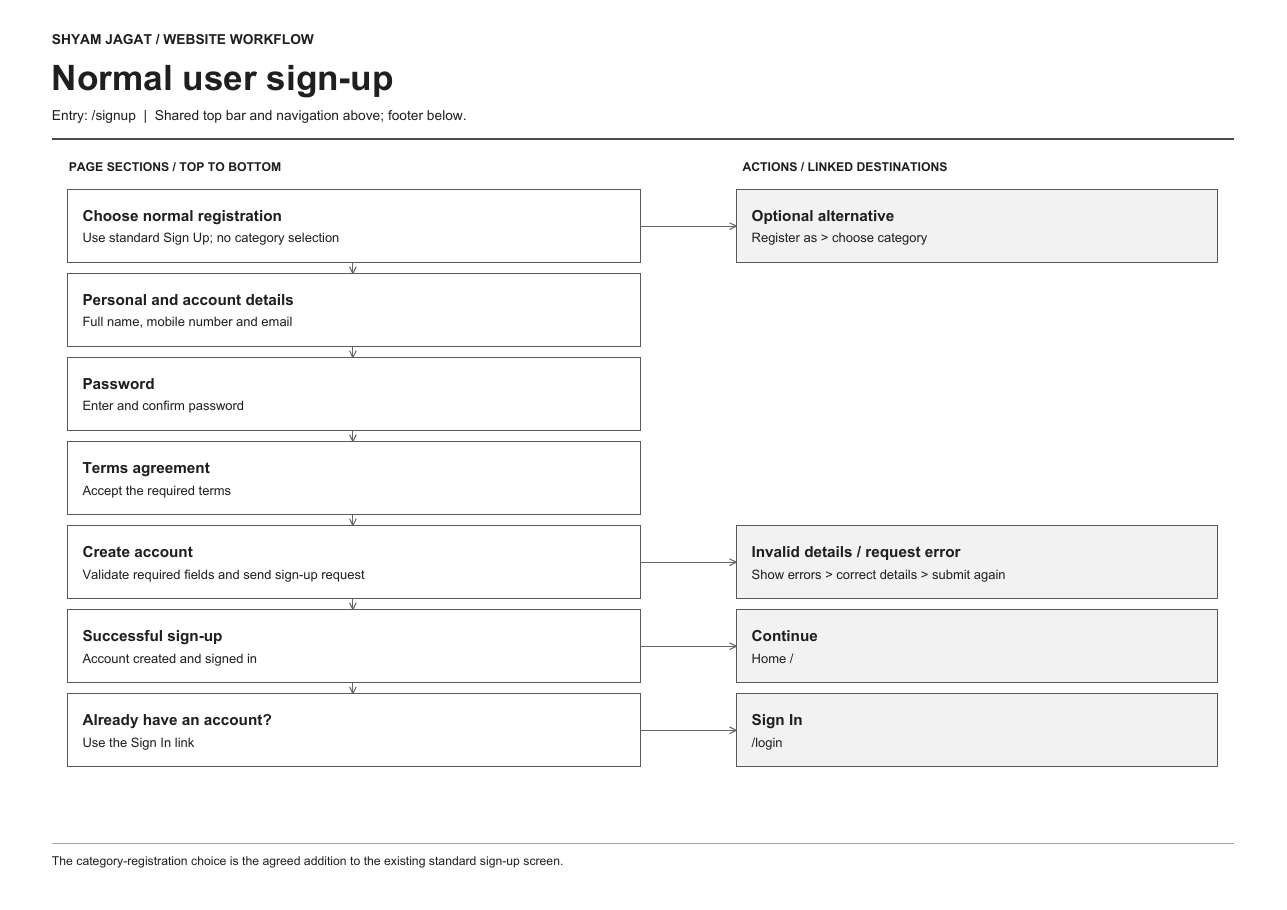 SHYAM JAGAT / WEBSITE WORKFLOW
Normal user sign-up
Entry: /signup | Shared top bar and navigation above; footer below.
PAGE SECTIONS / TOP TO BOTTOM
ACTIONS / LINKED DESTINATIONS
Choose normal registration
Use standard Sign Up; no category selection
Optional alternative
Register as > choose category
Personal and account details
Full name, mobile number and email
Password
Enter and confirm password
Terms agreement
Accept the required terms
Create account
Validate required fields and send sign-up request
Invalid details / request error
Show errors > correct details > submit again
Successful sign-up
Account created and signed in
Continue
Home /
Already have an account?
Use the Sign In link
Sign In
/login
The category-registration choice is the agreed addition to the existing standard sign-up screen.